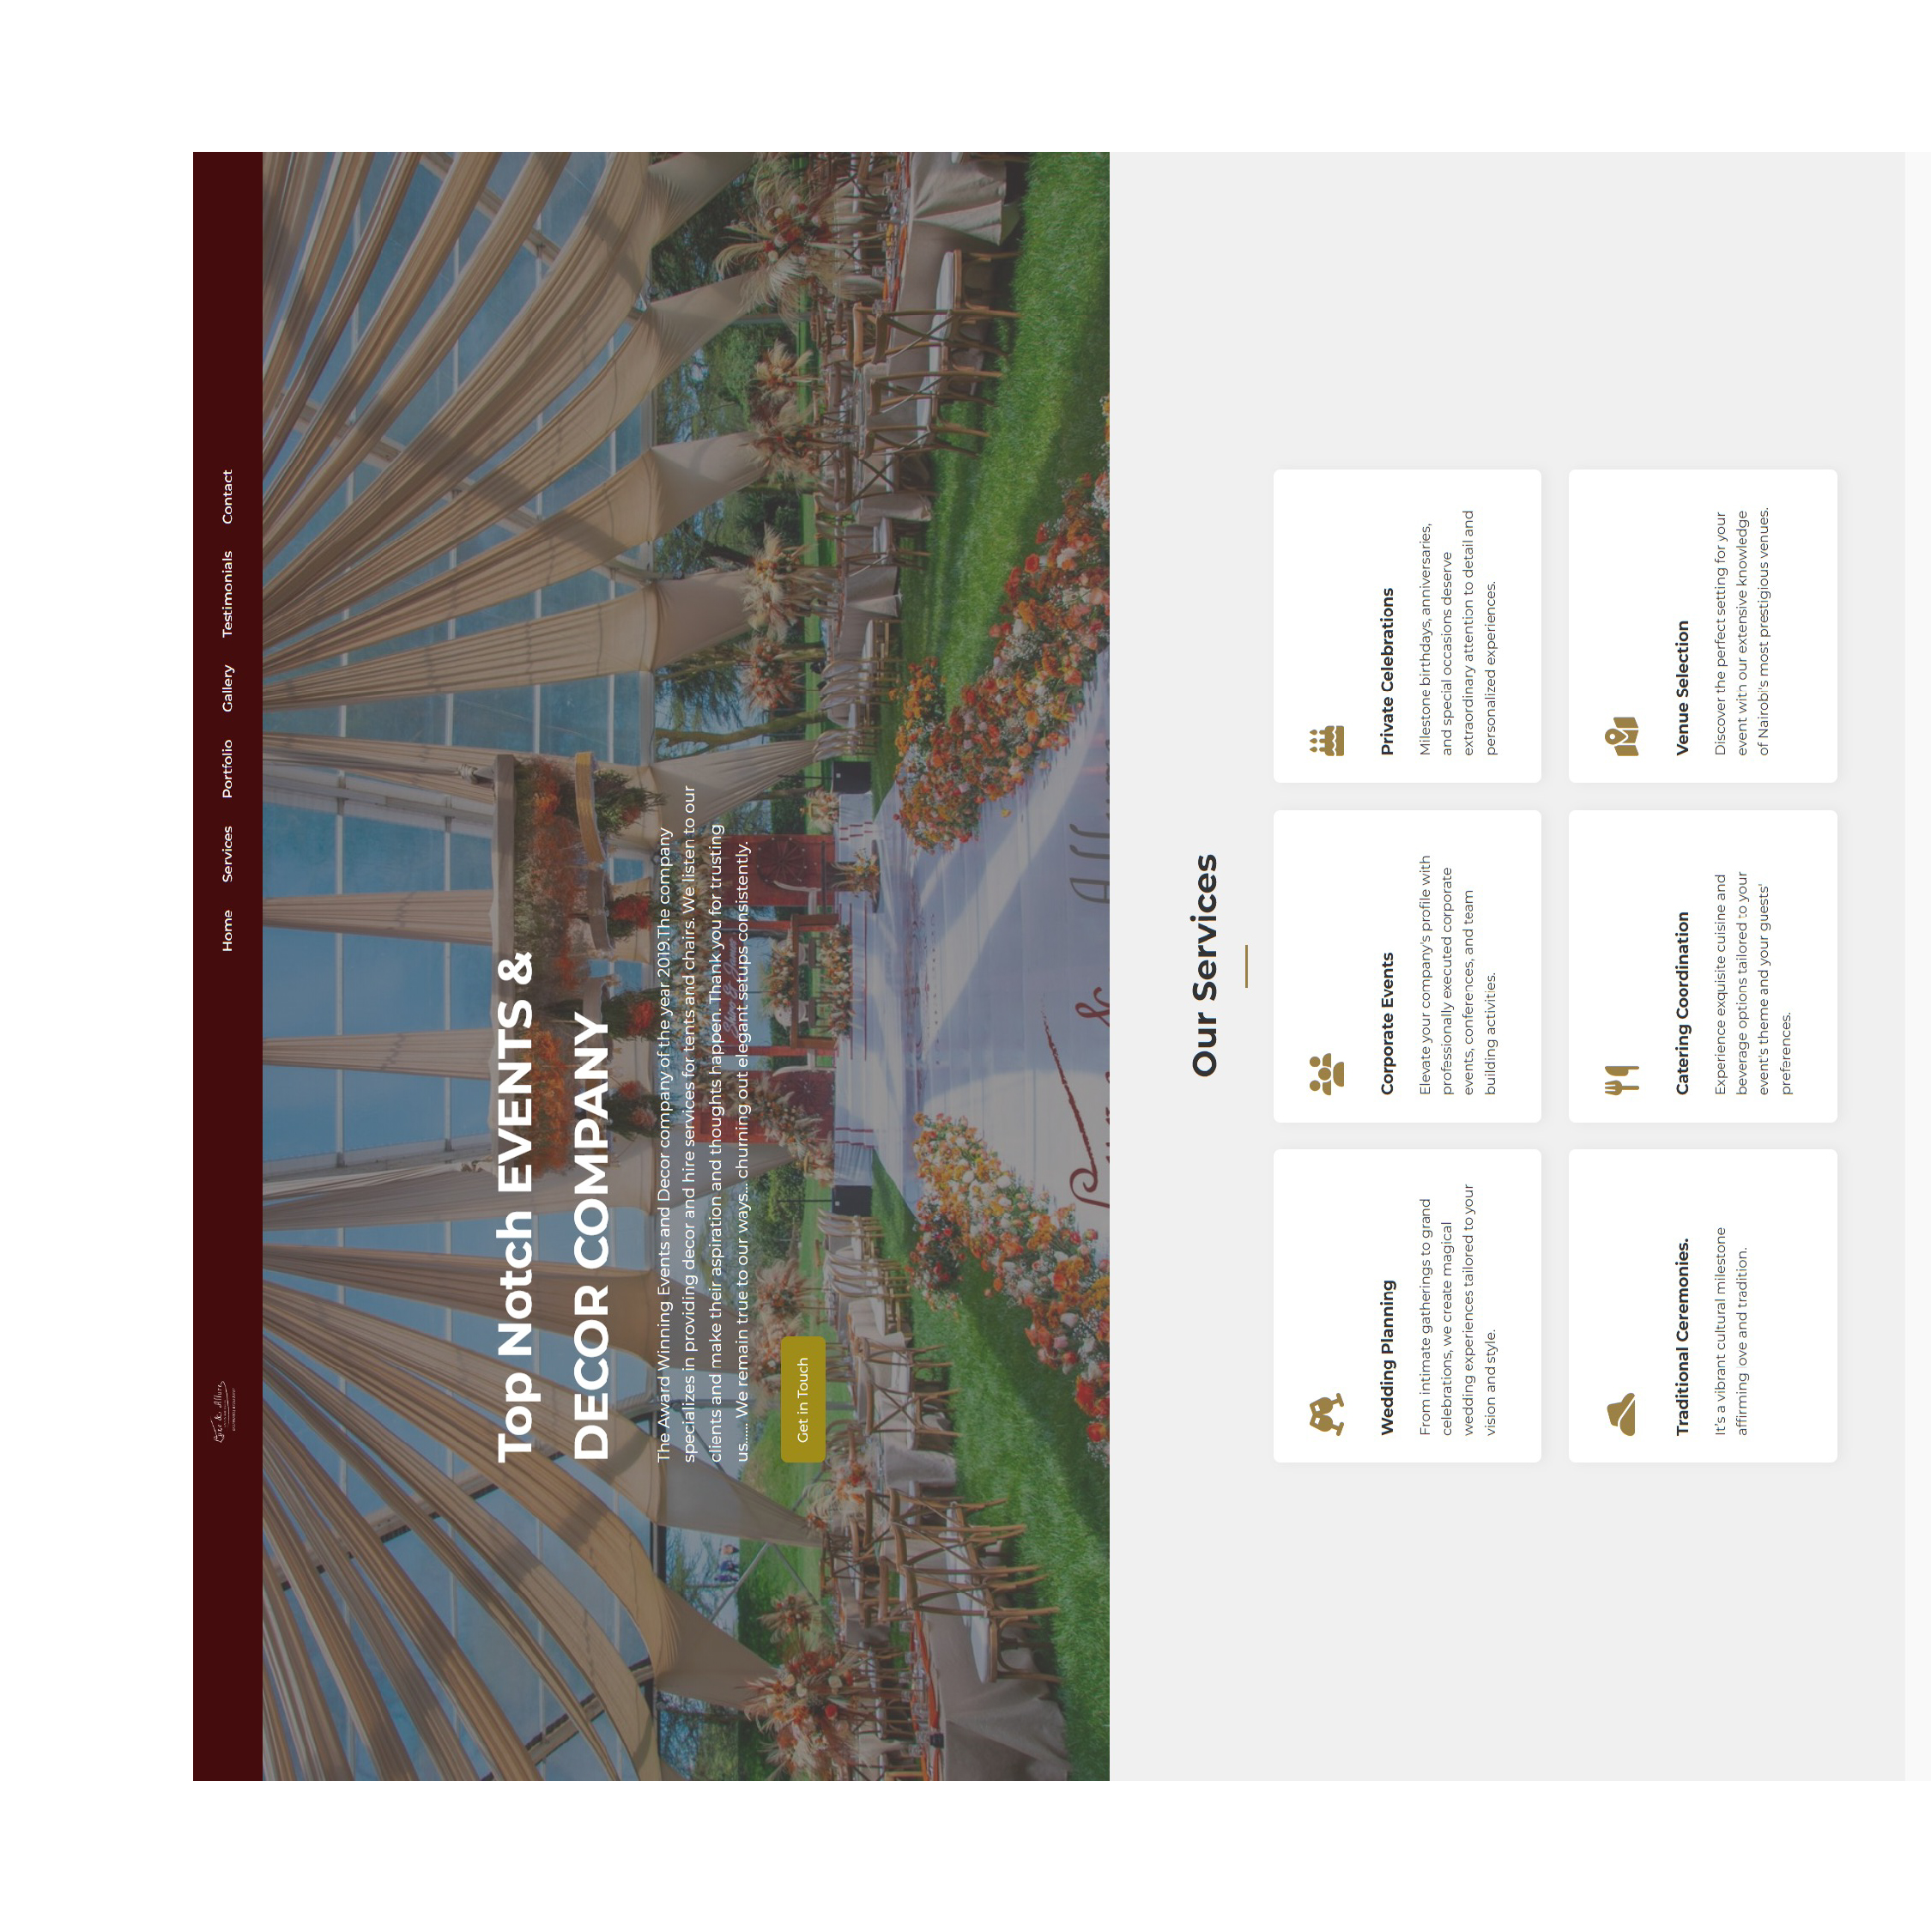 Home Services Portfolio Gallery Testimonials Contact
Top Notch EVENTS &
DECOR COMPANY
The Award Winning Events and Decor company of the year 2019.The company
specializes in providing decor and hire services for tents and chairs. We listen to our
clients and make their aspiration and thoughts happen. Thank you for trusting
us...... We remain true to our ways... churning out elegant setups consistently.
Get in Touch
Our Services
Wedding Planning
From intimate gatherings to grand
celebrations, we create magical
wedding experiences tailored to your
vision and style.
Corporate Events
Elevate your company's profile with
professionally executed corporate
events, conferences, and team
building activities.
Private Celebrations
Milestone birthdays, anniversaries,
and special occasions deserve
extraordinary attention to detail and
personalized experiences.
Traditional Ceremonies.
It's a vibrant cultural milestone
affirming love and tradition.
Catering Coordination
Experience exquisite cuisine and
beverage options tailored to your
event's theme and your guests'
preferences.
Venue Selection
Discover the perfect setting for your
event with our extensive knowledge
of Nairobi's most prestigious venues.